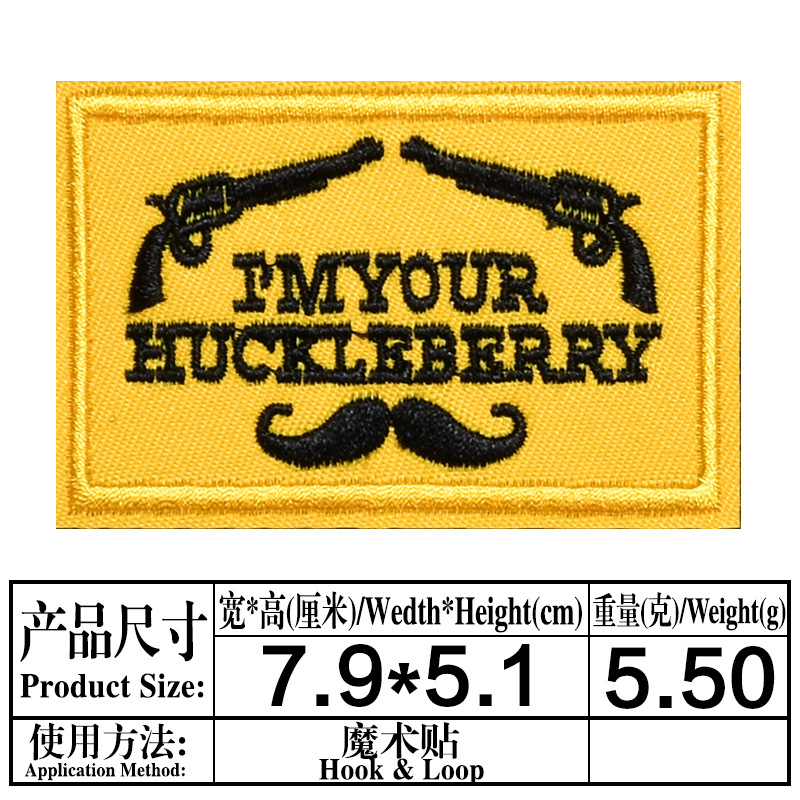 I'M YOUR
HUCKLEBERRY
产品尺寸
Product Size:
宽*高(厘米)/Wedth*Height(cm)
重量(克)/Weight(g)
7.9*5.1
5.50
使用方法:
Application Method:
魔术贴
Hook & Loop